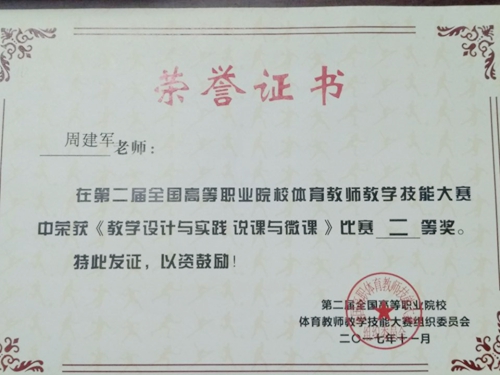 荣誉证书
周建军老师：
在第二届全国高等职业院校体育教师教学技能大赛
中荣获《教学设计与实践 说课与微课》比赛 二 等奖。
特此发证，以资鼓励！
第二届全国高等职业院校
体育教师教学技能大赛组织委员会
二〇一七年十一月